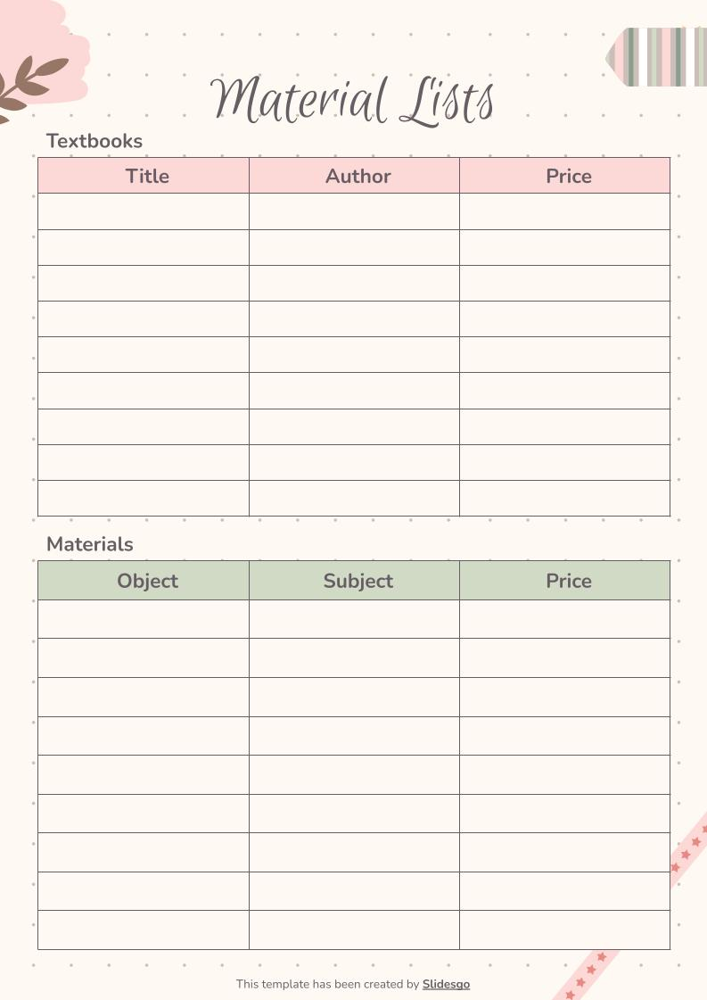 Material Lists
Textbooks
Title Author Price
Materials
Object Subject Price
This template has been created by Slidesgo